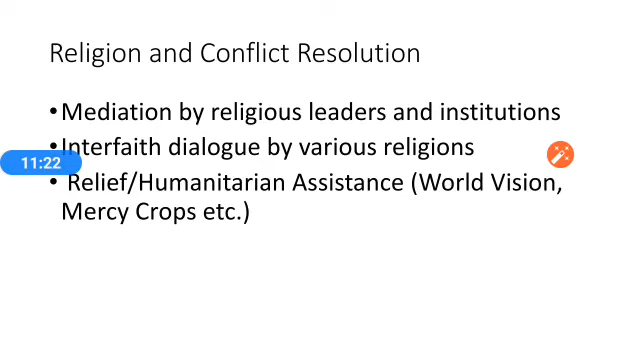 Religion and Conflict Resolution
•Mediation by religious leaders and institutions
•Interfaith dialogue by various religions
11:22
• Relief/Humanitarian Assistance (World Vision,
Mercy Crops etc.)